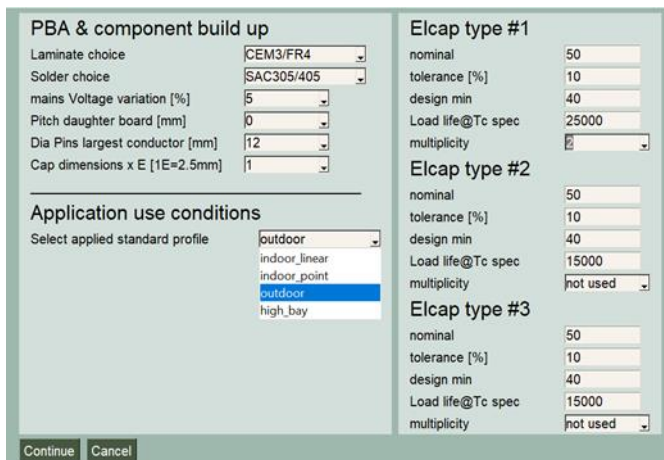 PBA & component build up
Laminate choice CEM3/FR4
Solder choice SAC305/405
mains Voltage variation [%] 5
Pitch daughter board [mm] 0
Dia Pins largest conductor [mm] 12
Cap dimensions x E [1E=2.5mm] 1
Application use conditions
Select applied standard profile outdoor
indoor_linear
indoor_point
outdoor
high_bay
Elcap type #1
nominal 50
tolerance [%] 10
design min 40
Load life@Tc spec 25000
multiplicity 2
Elcap type #2
nominal 50
tolerance [%] 10
design min 40
Load life@Tc spec 15000
multiplicity not used
Elcap type #3
nominal 50
tolerance [%] 10
design min 40
Load life@Tc spec 15000
multiplicity not used
Continue Cancel